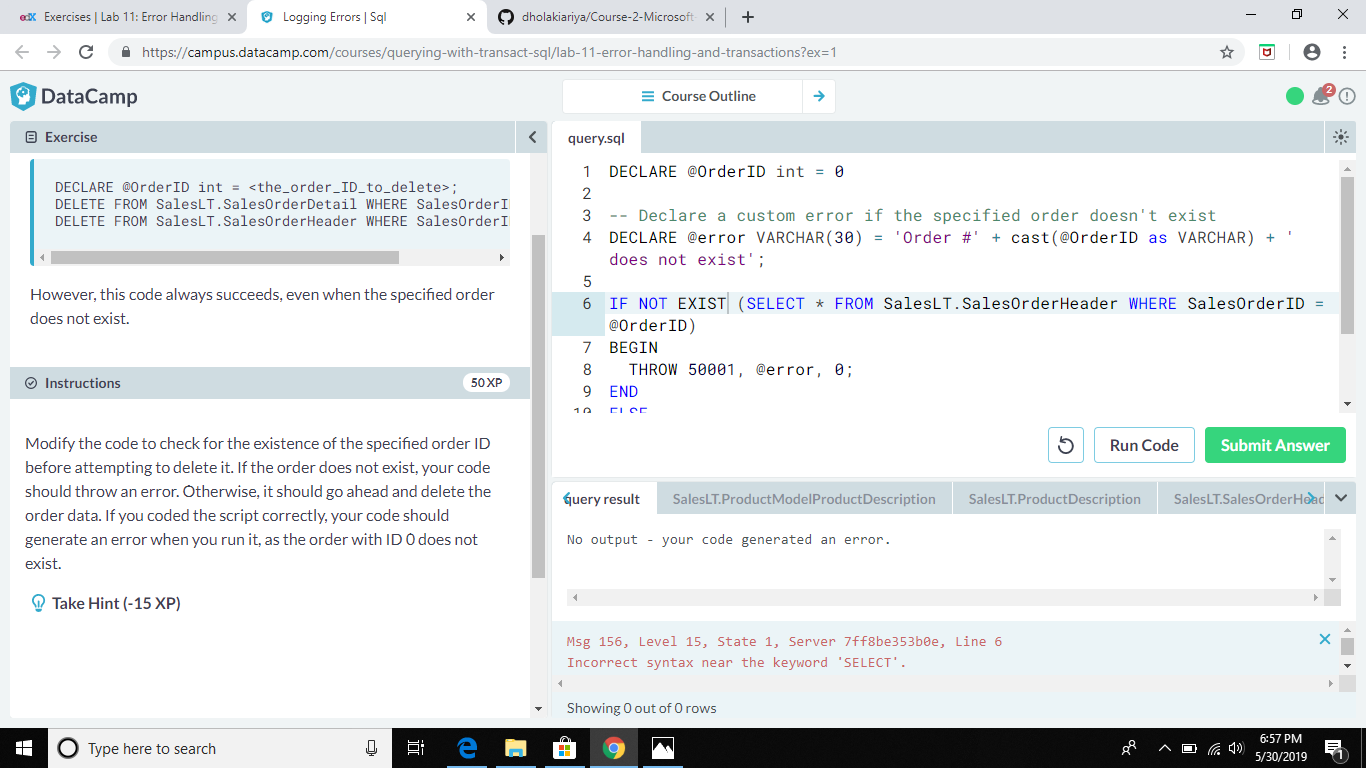 Exercises | Lab 11: Error Handling
Logging Errors | Sql
dholakiariya/Course-2-Microsoft-
https://campus.datacamp.com/courses/querying-with-transact-sql/lab-11-error-handling-and-transactions?ex=1
DataCamp
Course Outline
2
Exercise
DECLARE @OrderID int = <the_order_ID_to_delete>;
DELETE FROM SalesLT.SalesOrderDetail WHERE SalesOrderI
DELETE FROM SalesLT.SalesOrderHeader WHERE SalesOrderI
However, this code always succeeds, even when the specified order
does not exist.
Instructions
50 XP
Modify the code to check for the existence of the specified order ID
before attempting to delete it. If the order does not exist, your code
should throw an error. Otherwise, it should go ahead and delete the
order data. If you coded the script correctly, your code should
generate an error when you run it, as the order with ID 0 does not
exist.
Take Hint (-15 XP)
query.sql
1 DECLARE @OrderID int = 0
2
3 -- Declare a custom error if the specified order doesn't exist
4 DECLARE @error VARCHAR(30) = 'Order #' + cast(@OrderID as VARCHAR) + '
does not exist';
5
6 IF NOT EXIST (SELECT * FROM SalesLT.SalesOrderHeader WHERE SalesOrderID =
@OrderID)
7 BEGIN
8 THROW 50001, @error, 0;
9 END
10 ELSE
Run Code
Submit Answer
query result
SalesLT.ProductModelProductDescription
SalesLT.ProductDescription
SalesLT.SalesOrderHead
No output - your code generated an error.
Msg 156, Level 15, State 1, Server 7ff8be353b0e, Line 6
Incorrect syntax near the keyword 'SELECT'.
Showing 0 out of 0 rows
Type here to search
6:57 PM
5/30/2019
1